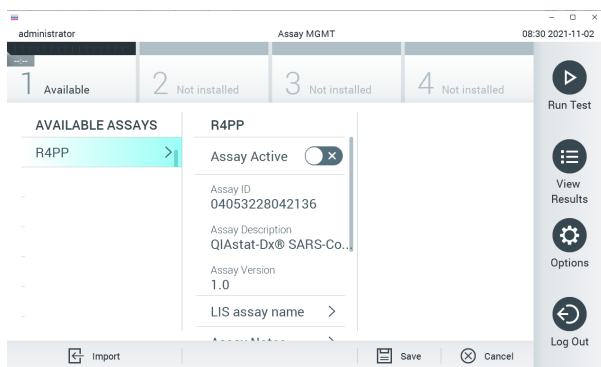 administrator
Assay MGMT
08:30 2021-11-02
--:--
1 Available
2 Not installed
3 Not installed
4 Not installed
Run Test
View
Results
Options
Log Out
AVAILABLE ASSAYS
R4PP
R4PP
Assay Active
Assay ID
04053228042136
Assay Description
QIAstat-Dx® SARS-Co...
Assay Version
1.0
LIS assay name
Assay Notes
Import
Save
Cancel